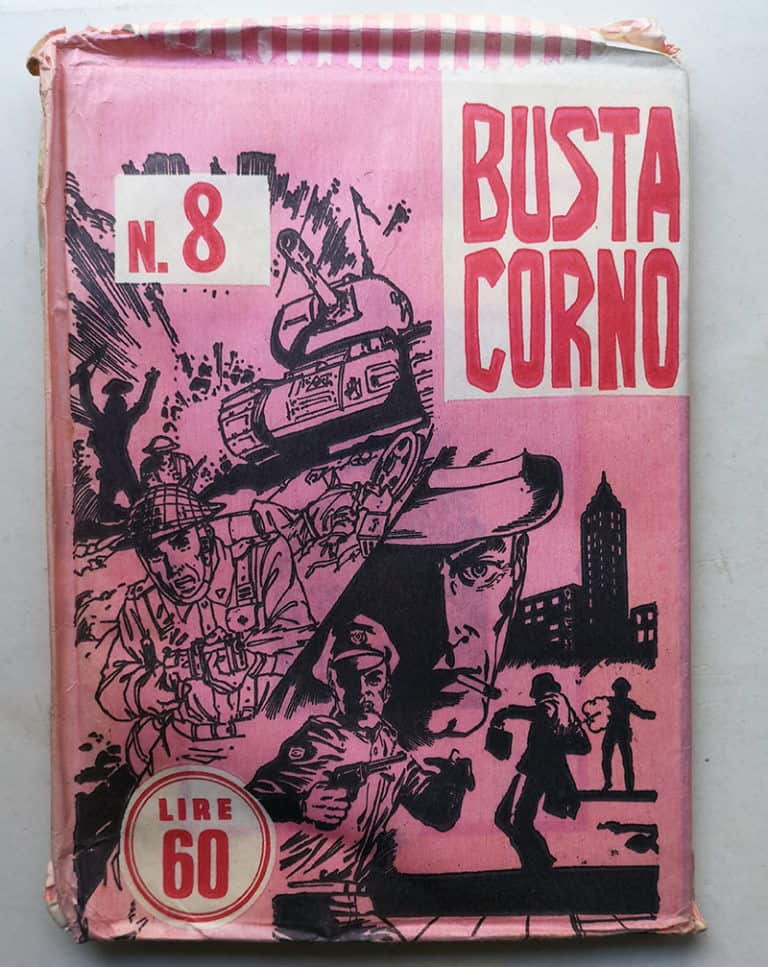 BUSTA
CORNO
N. 8
LIRE
60